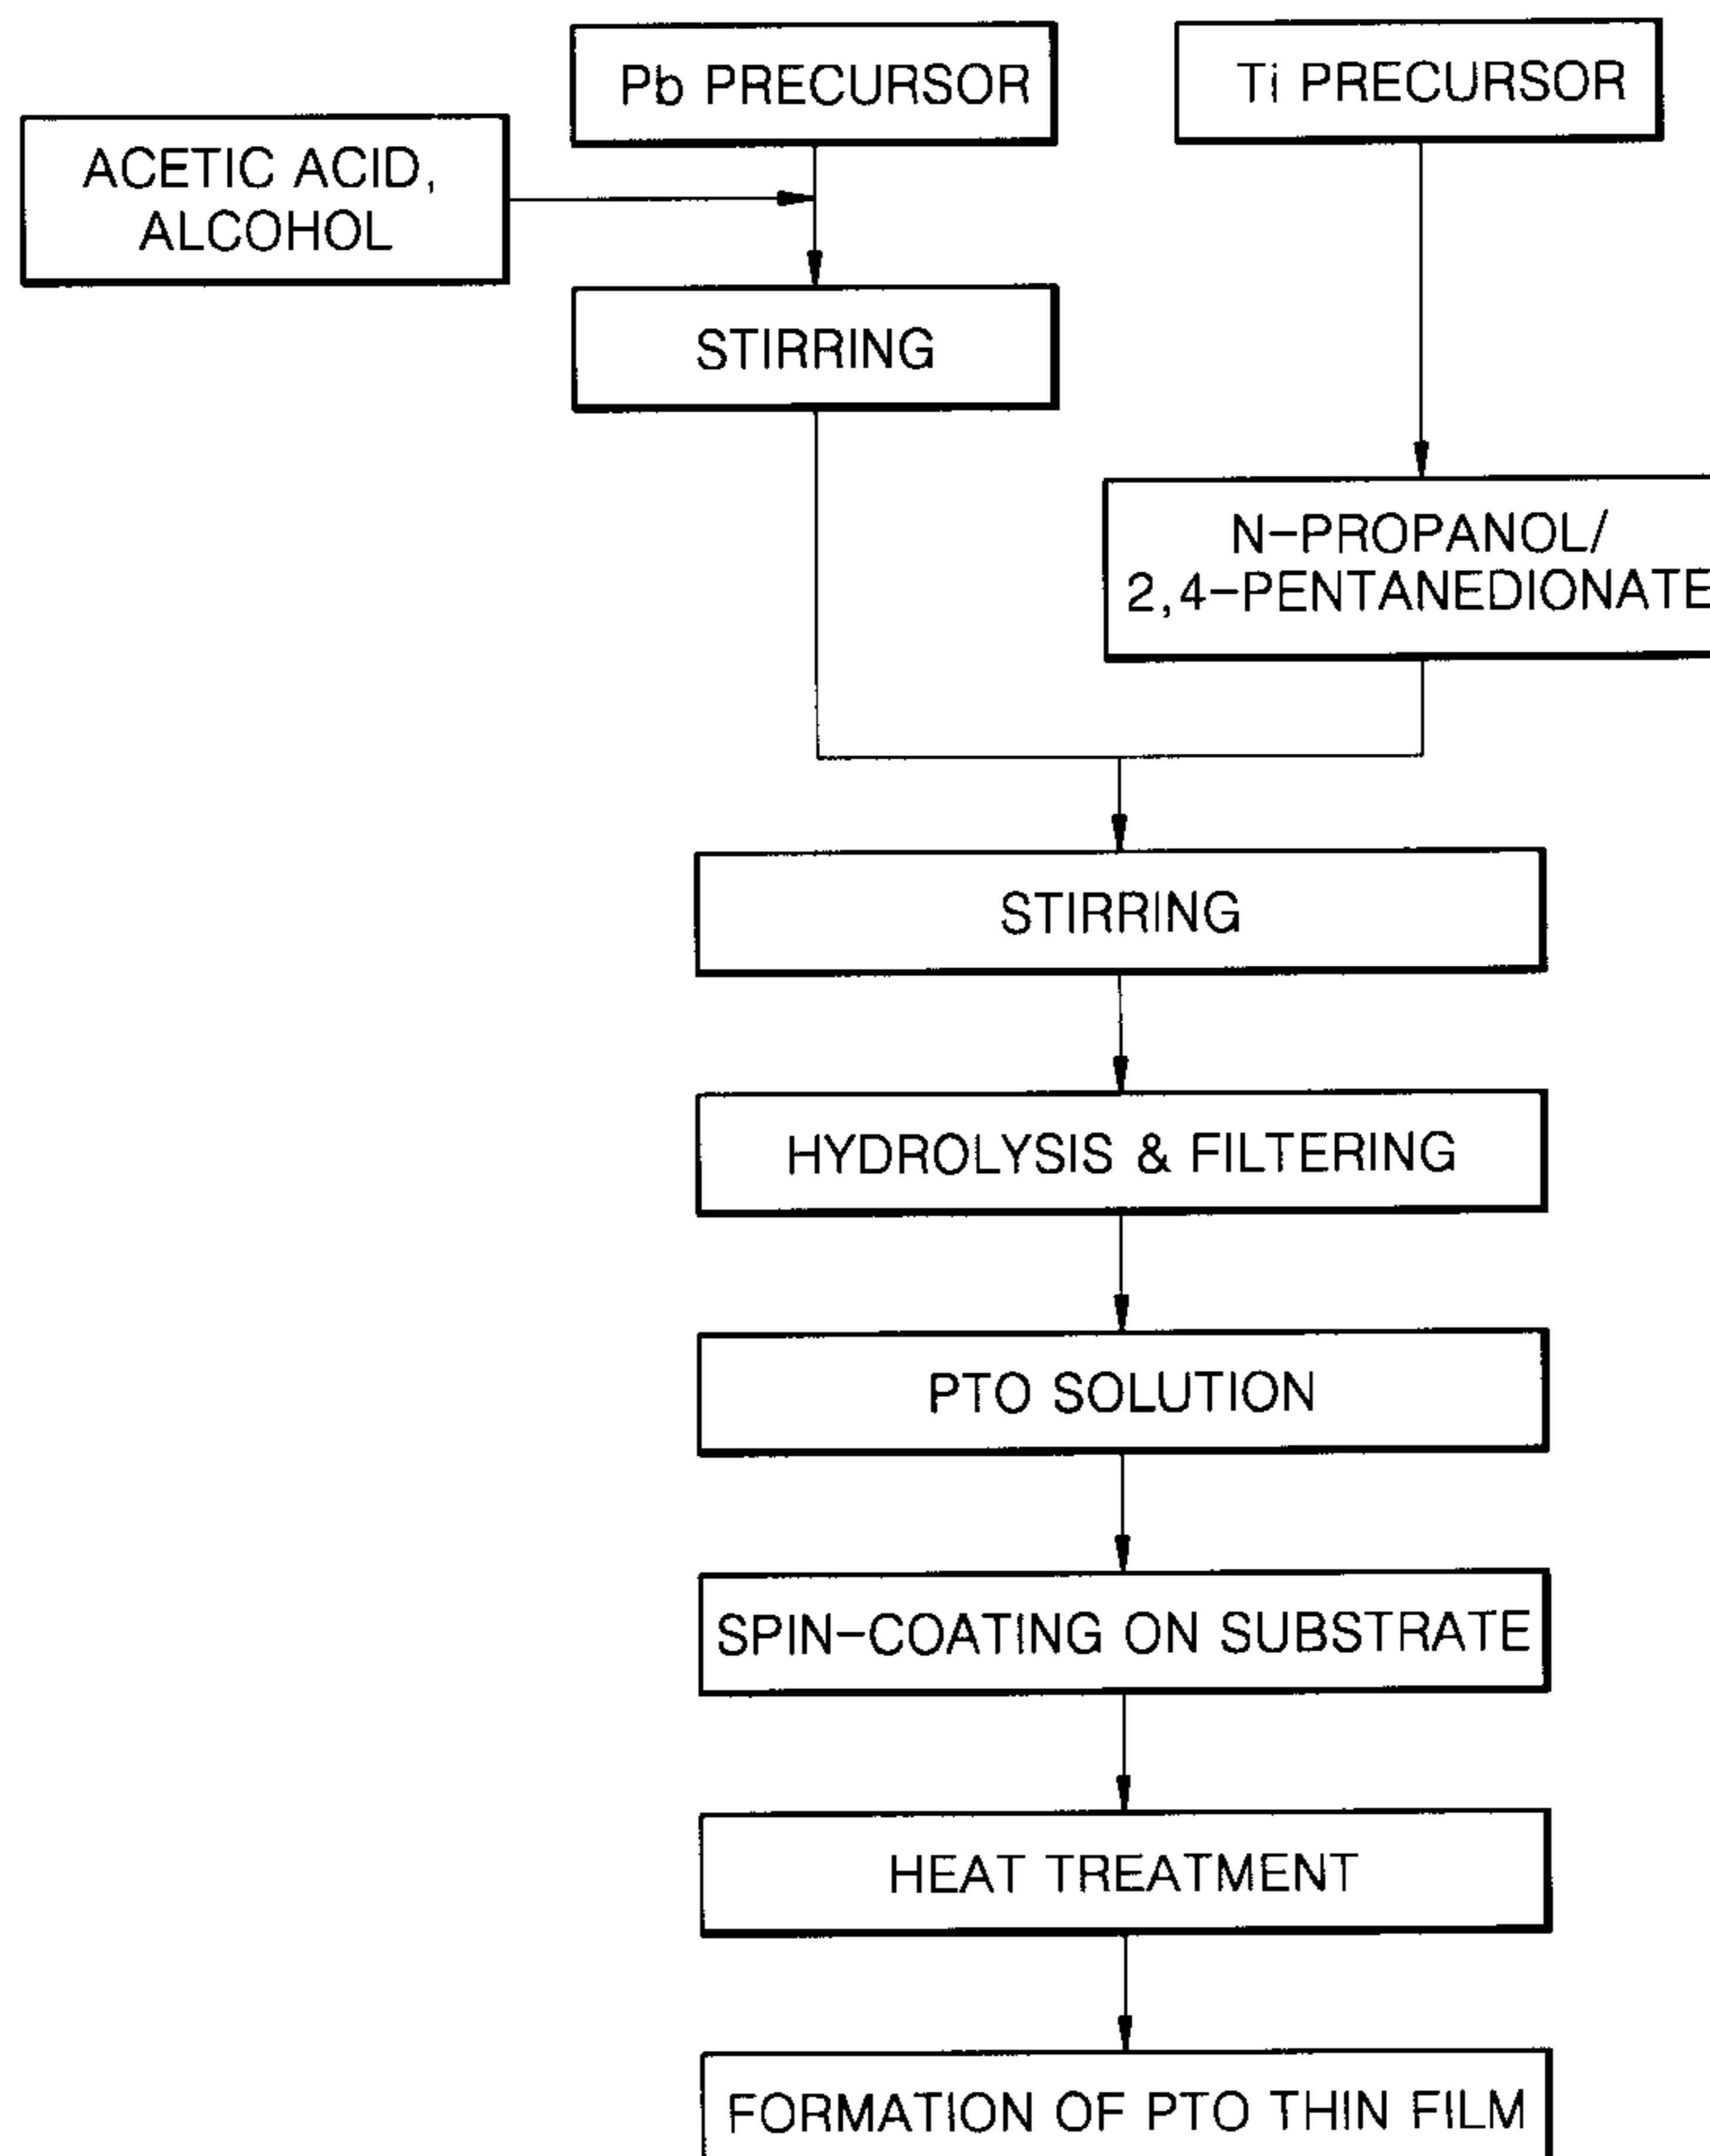 Pb PRECURSOR
Ti PRECURSOR
ACETIC ACID,
ALCOHOL
STIRRING
N-PROPANOL/
2,4-PENTANEDIONATE
STIRRING
HYDROLYSIS & FILTERING
PTO SOLUTION
SPIN-COATING ON SUBSTRATE
HEAT TREATMENT
FORMATION OF PTO THIN FILM